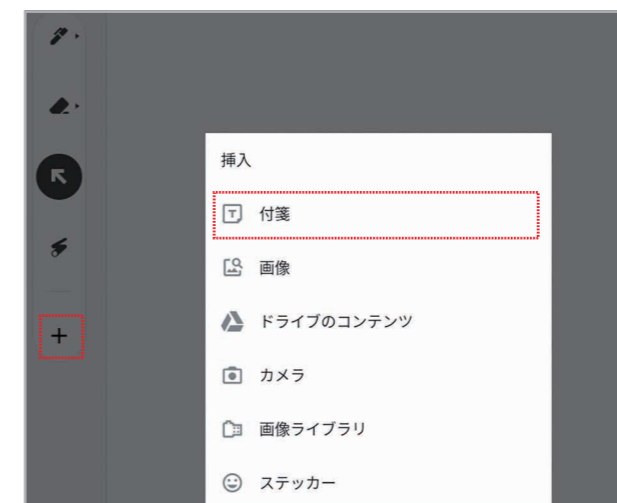 挿入
付箋
画像
ドライブのコンテンツ
カメラ
画像ライブラリ
ステッカー